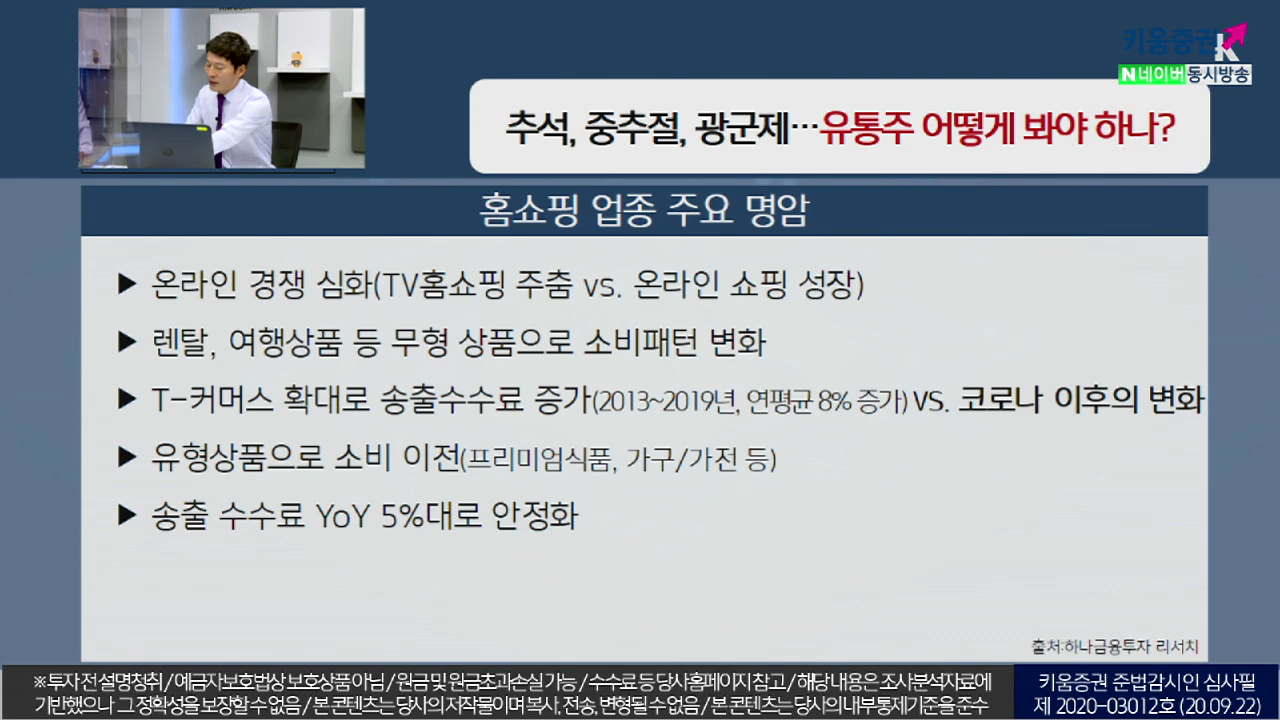 키움증권
N 네이버 동시방송
추석, 중추절, 광군제…유통주 어떻게 봐야 하나?
홈쇼핑 업종 주요 명암
▶ 온라인 경쟁 심화(TV홈쇼핑 주춤 vs. 온라인 쇼핑 성장)
▶ 렌탈, 여행상품 등 무형 상품으로 소비패턴 변화
▶ T-커머스 확대로 송출수수료 증가(2013~2019년, 연평균 8% 증가) vs. 코로나 이후의 변화
▶ 유형상품으로 소비 이전(프리미엄식품, 가구/가전 등)
▶ 송출 수수료 YoY 5%대로 안정화
출처:하나금융투자 리서치
※ 투자 전 설명청취 / 예금자보호법상 보호상품 아님 / 원금 및 원금초과손실 가능 / 수수료 등 당사홈페이지 참고 / 해당 내용은 조사분석자료에
기반했으나 그 정확성을 보장할 수 없음 / 본 콘텐츠는 당사의 저작물이며 복사, 전송, 변형될 수 없음 / 본 콘텐츠는 당사의 내부통제기준을 준수
키움증권 준법감시인 심사필
제 2020-03012호 (20.09.22)